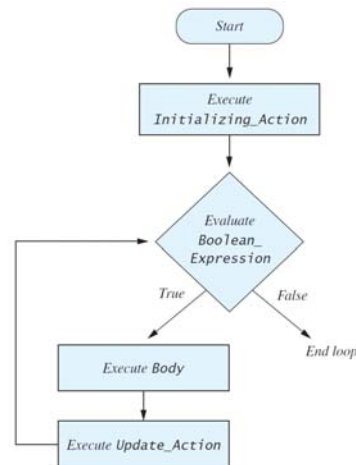 Start
Execute
Initializing_Action
Evaluate
Boolean_
Expression
True
False
End loop
Execute Body
Execute Update_Action